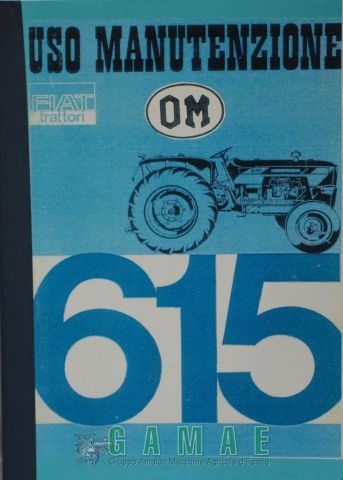 USO MANUTENZIONE
FIAT
trattori
OM
615
GAMAE
Gruppo Amatori Macchine Agricole d'Epoca